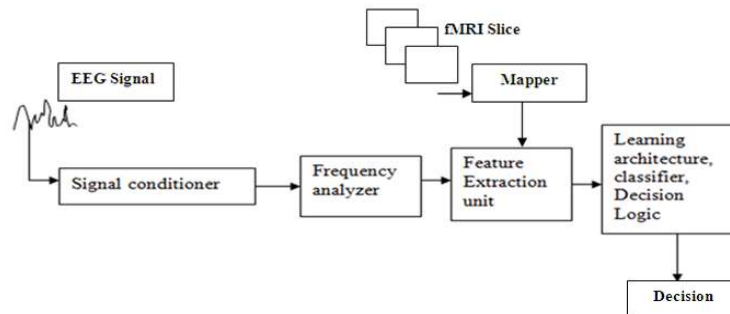 fMRI Slice
EEG Signal
Mapper
Signal conditioner
Frequency
analyzer
Feature
Extraction
unit
Learning
architecture,
classifier,
Decision
Logic
Decision